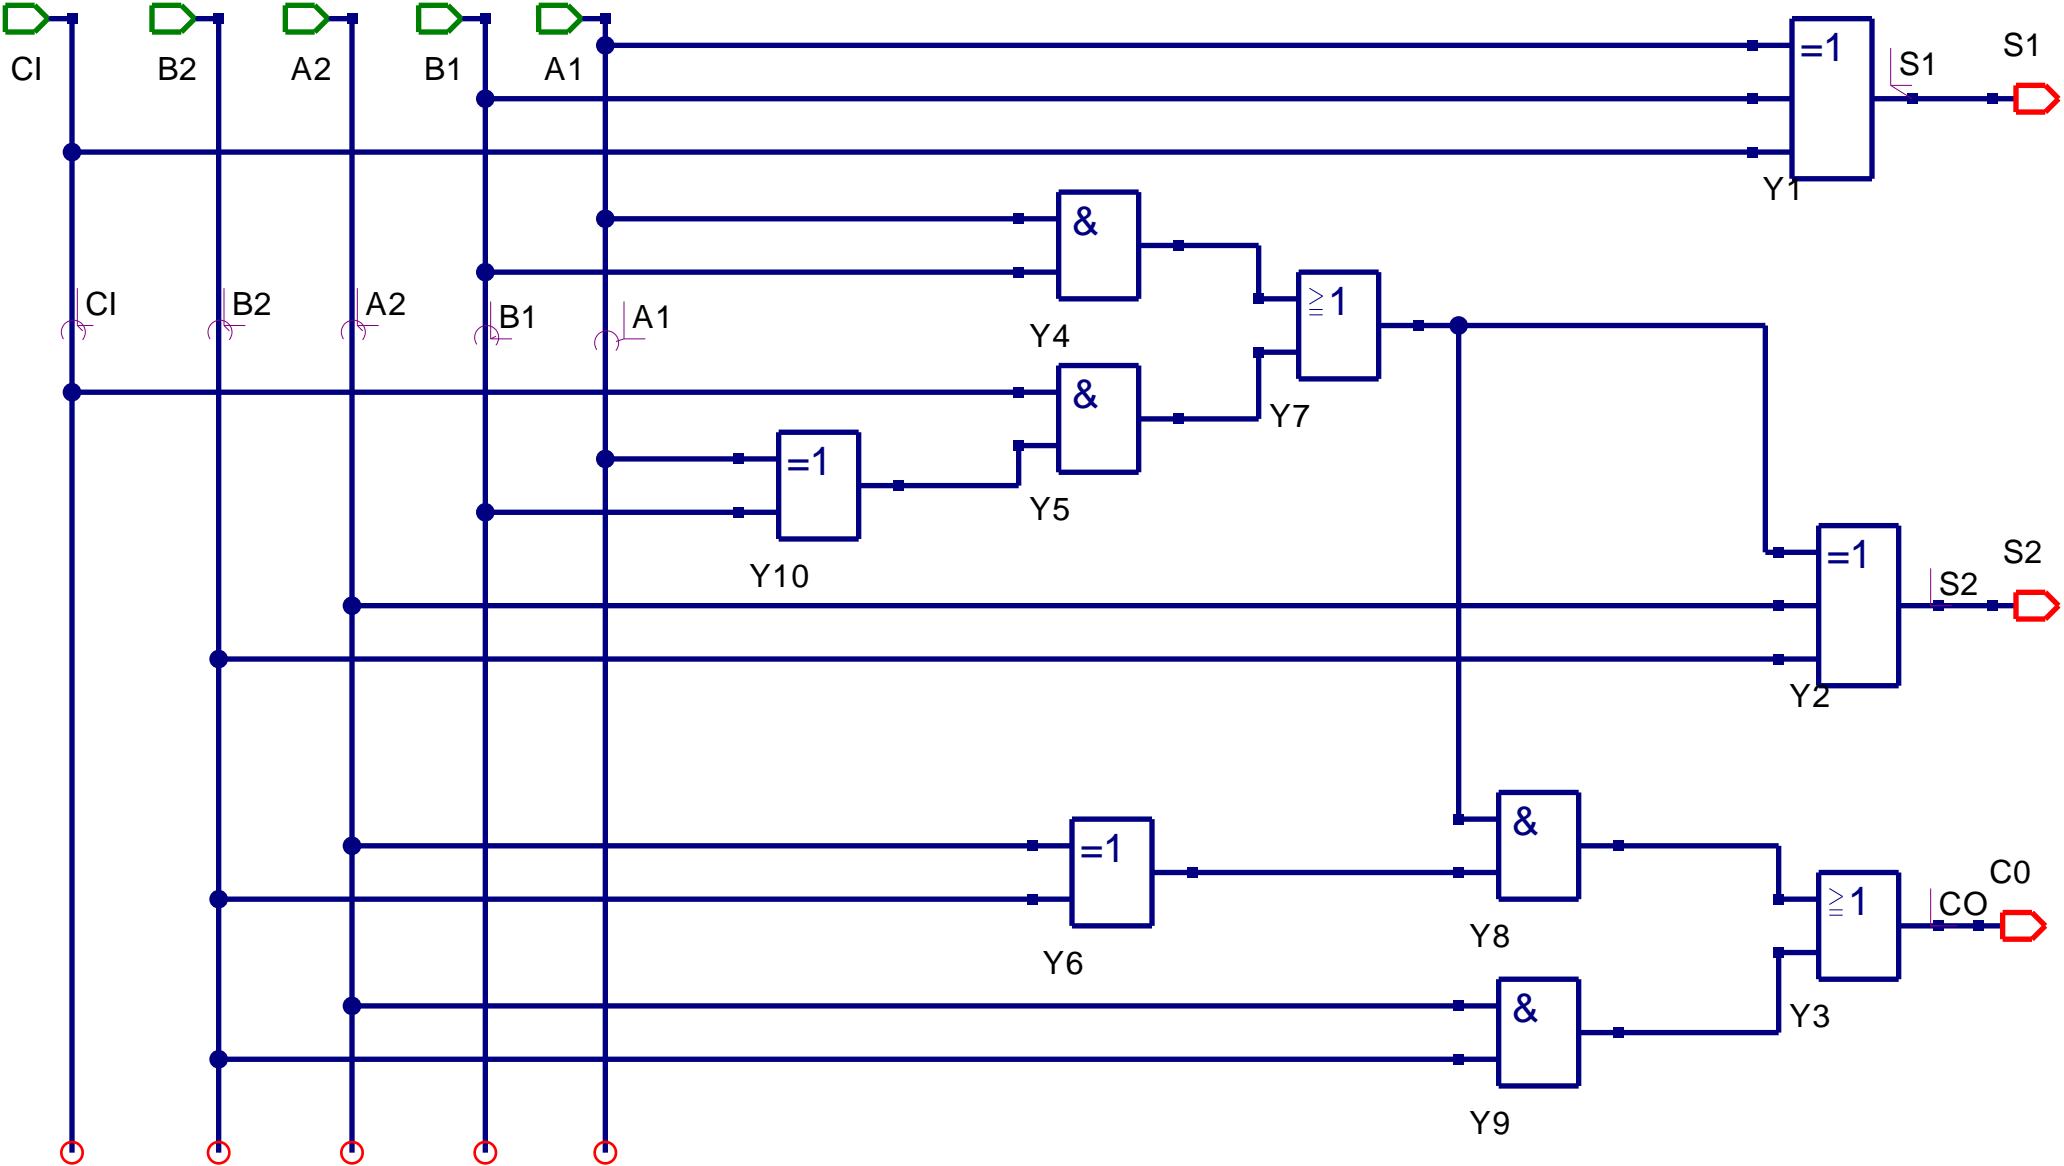 CI B2 A2 B1 A1
=1 S1 S1
Y1
&
CI B2 A2 B1 A1
Y4
≧1
&
Y7
=1
Y5
Y10
=1 S2 S2
Y2
&
=1
C0
≧1 CO
Y8
Y6
&
Y3
Y9